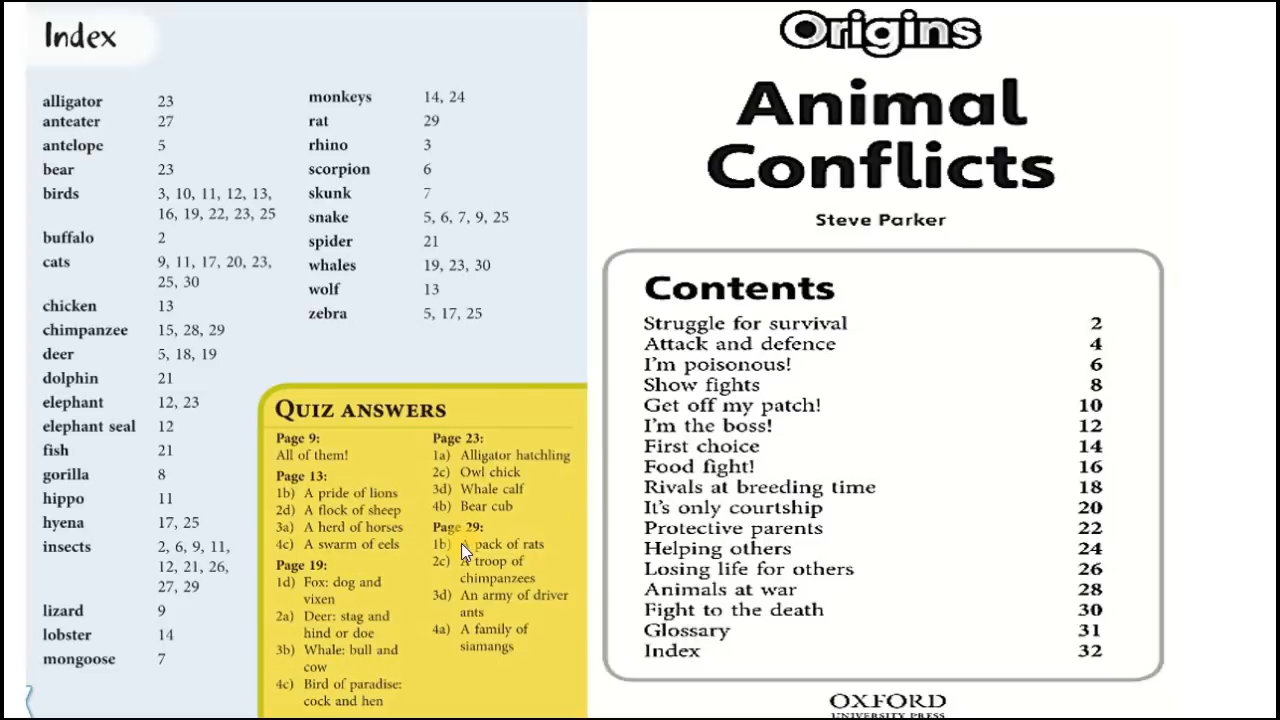 Index
alligator 23
anteater 27
antelope 5
bear 23
birds 3, 10, 11, 12, 13,
16, 19, 22, 23, 25
buffalo 2
cats 9, 11, 17, 20, 23,
25, 30
chicken 13
chimpanzee 15, 28, 29
deer 5, 18, 19
dolphin 21
elephant 12, 23
elephant seal 12
fish 21
gorilla 8
hippo 11
hyena 17, 25
insects 2, 6, 9, 11,
12, 21, 26,
27, 29
lizard 9
lobster 14
mongoose 7
monkeys 14, 24
rat 29
rhino 3
scorpion 6
skunk 7
snake 5, 6, 7, 9, 25
spider 21
whales 19, 23, 30
wolf 13
zebra 5, 17, 25
QUIZ ANSWERS
Page 9:
All of them!
Page 13:
1b) A pride of lions
2d) A flock of sheep
3a) A herd of horses
4c) A swarm of eels
Page 19:
1d) Fox: dog and
vixen
2a) Deer: stag and
hind or doe
3b) Whale: bull and
cow
4c) Bird of paradise:
cock and hen
Page 23:
1a) Alligator hatchling
2c) Owl chick
3d) Whale calf
4b) Bear cub
Page 29:
1b) A pack of rats
2c) A troop of
chimpanzees
3d) An army of driver
ants
4a) A family of
siamangs
Origins
Animal
Conflicts
Steve Parker
Contents
Struggle for survival 2
Attack and defence 4
I'm poisonous! 6
Show fights 8
Get off my patch! 10
I'm the boss! 12
First choice 14
Food fight! 16
Rivals at breeding time 18
It's only courtship 20
Protective parents 22
Helping others 24
Losing life for others 26
Animals at war 28
Fight to the death 30
Glossary 31
Index 32
OXFORD
UNIVERSITY PRESS